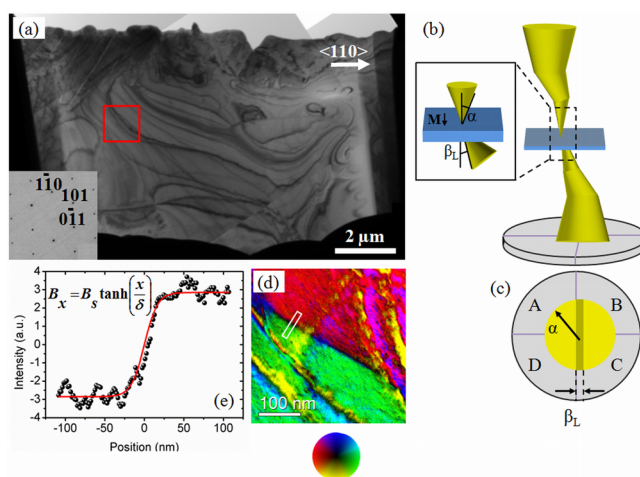 (a)
<110>
1̄10
101
01̄1
2 µm
(b)
M↓
α
β_L
(c)
A
B
α
D
C
β_L
(d)
100 nm
(e)
B_x = B_s tanh(x/δ)
Intensity (a.u.)
4
3
2
1
0
-1
-2
-3
-4
-100
-50
0
50
100
Position (nm)